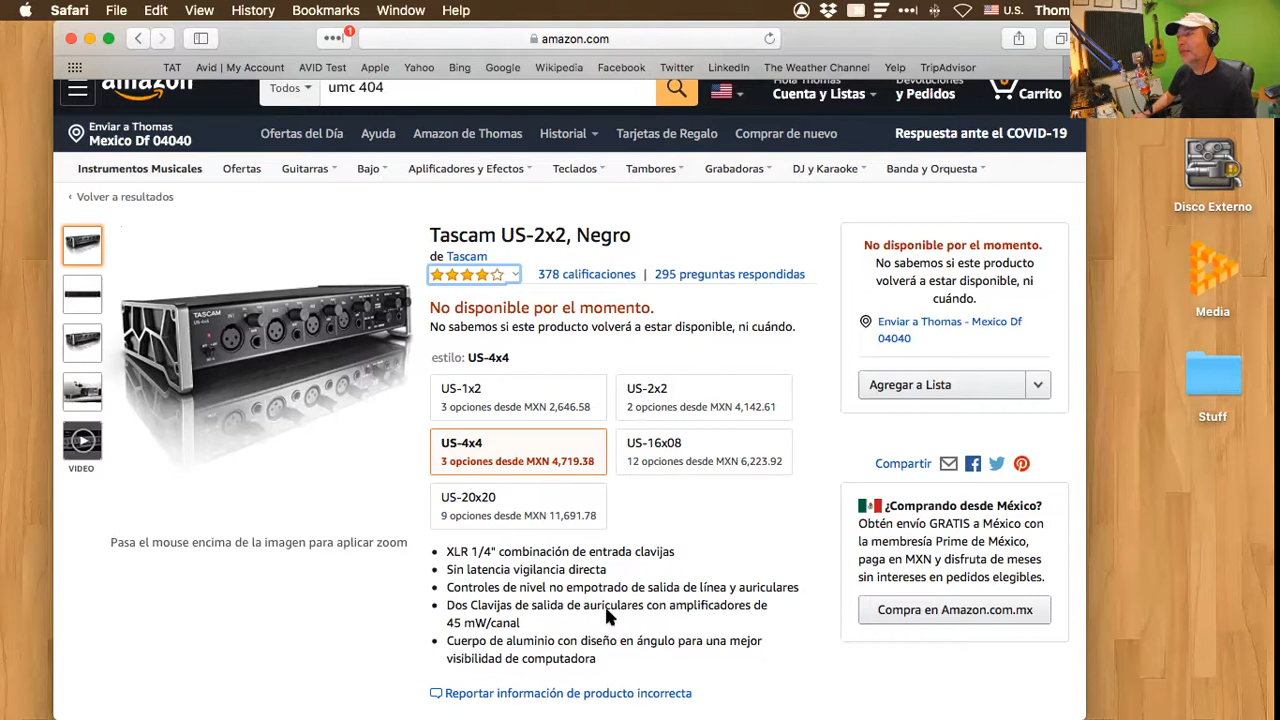 Safari File Edit View History Bookmarks Window Help U.S. Thom
1
amazon.com
TAT Avid | My Account AVID Test Apple Yahoo Bing Google Wikipedia Facebook Twitter LinkedIn The Weather Channel Yelp TripAdvisor
amazon
Todos
umc 404
Hola Thomas
Cuenta y Listas
Devoluciones
y Pedidos
Carrito
Enviar a Thomas
Mexico Df 04040
Ofertas del Día Ayuda Amazon de Thomas Historial Tarjetas de Regalo Comprar de nuevo
Respuesta ante el COVID-19
Instrumentos Musicales Ofertas Guitarras Bajo Aplificadores y Efectos Teclados Tambores Grabadoras DJ y Karaoke Banda y Orquesta
‹ Volver a resultados
VIDEO
TASCAM
US-4x4
Pasa el mouse encima de la imagen para aplicar zoom
Tascam US-2x2, Negro
de Tascam
378 calificaciones | 295 preguntas respondidas
No disponible por el momento.
No sabemos si este producto volverá a estar disponible, ni cuándo.
estilo: US-4x4
US-1x2
3 opciones desde MXN 2,646.58
US-2x2
2 opciones desde MXN 4,142.61
US-4x4
3 opciones desde MXN 4,719.38
US-16x08
12 opciones desde MXN 6,223.92
US-20x20
9 opciones desde MXN 11,691.78
• XLR 1/4" combinación de entrada clavijas
• Sin latencia vigilancia directa
• Controles de nivel no empotrado de salida de línea y auriculares
• Dos Clavijas de salida de auriculares con amplificadores de
45 mW/canal
• Cuerpo de aluminio con diseño en ángulo para una mejor
visibilidad de computadora
Reportar información de producto incorrecta
No disponible por el momento.
No sabemos si este producto
volverá a estar disponible, ni
cuándo.
Enviar a Thomas - Mexico Df
04040
Agregar a Lista
Compartir
¿Comprando desde México?
Obtén envío GRATIS a México con
la membresía Prime de México,
paga en MXN y disfruta de meses
sin intereses en pedidos elegibles.
Compra en Amazon.com.mx
Disco Externo
Media
Stuff